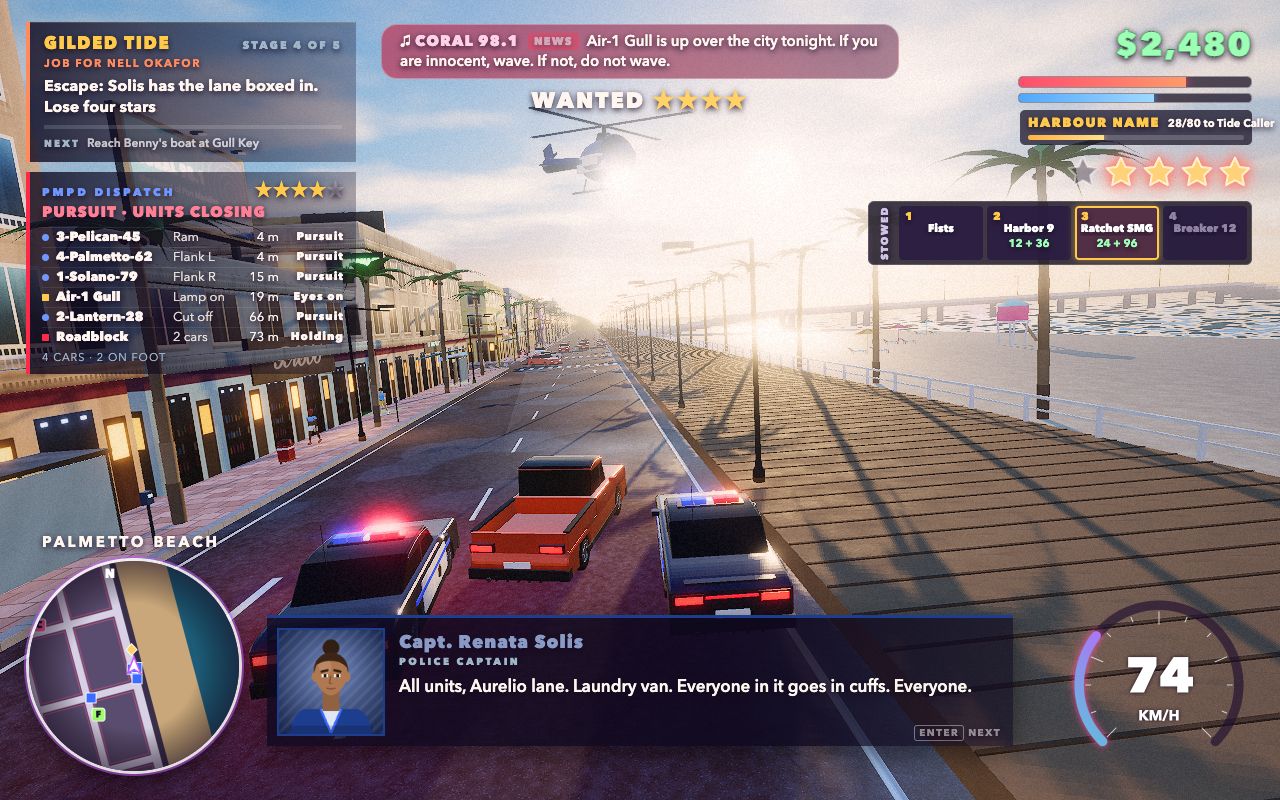 GILDED TIDE STAGE 4 OF 5
JOB FOR NELL OKAFOR
Escape: Solis has the lane boxed in.
Lose four stars
NEXT Reach Benny's boat at Gull Key
PMPD DISPATCH
PURSUIT · UNITS CLOSING
3-Pelican-45 Ram 4 m Pursuit
4-Palmetto-62 Flank L 4 m Pursuit
1-Solano-79 Flank R 15 m Pursuit
Air-1 Gull Lamp on 19 m Eyes on
2-Lantern-28 Cut off 66 m Pursuit
Roadblock 2 cars 73 m Holding
4 CARS · 2 ON FOOT
♫ CORAL 98.1 NEWS Air-1 Gull is up over the city tonight. If you
are innocent, wave. If not, do not wave.
WANTED
$2,480
HARBOUR NAME 28/80 to Tide Caller
STOWED
1 Fists
2 Harbor 9
12 + 36
3 Ratchet SMG
24 + 96
4 Breaker 12
PALMETTO BEACH
N
F
Capt. Renata Solis
POLICE CAPTAIN
All units, Aurelio lane. Laundry van. Everyone in it goes in cuffs. Everyone.
ENTER NEXT
74
KM/H